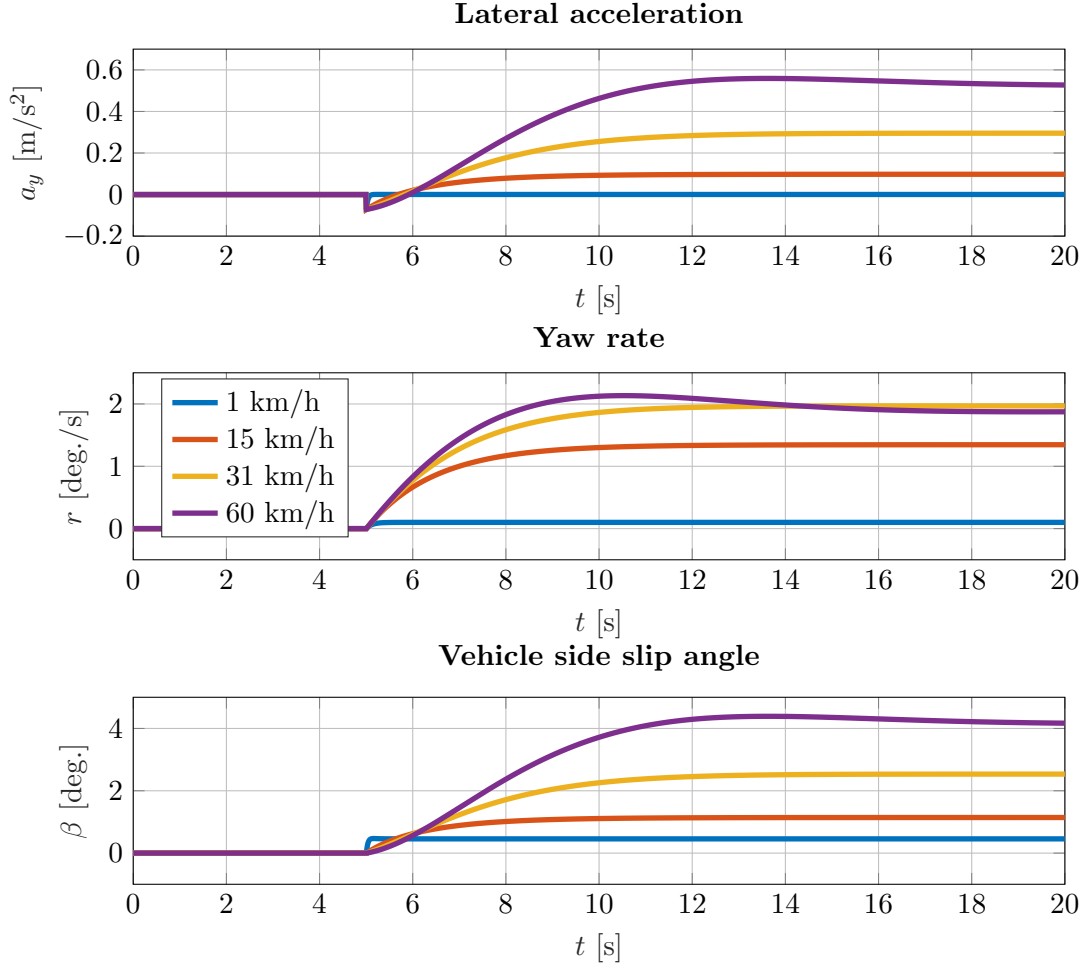 Lateral acceleration
a_y [m/s²]
0.6
0.4
0.2
0
−0.2
0 2 4 6 8 10 12 14 16 18 20
t [s]
Yaw rate
r [deg./s]
2
1
0
1 km/h
15 km/h
31 km/h
60 km/h
0 2 4 6 8 10 12 14 16 18 20
t [s]
Vehicle side slip angle
β [deg.]
4
2
0
0 2 4 6 8 10 12 14 16 18 20
t [s]